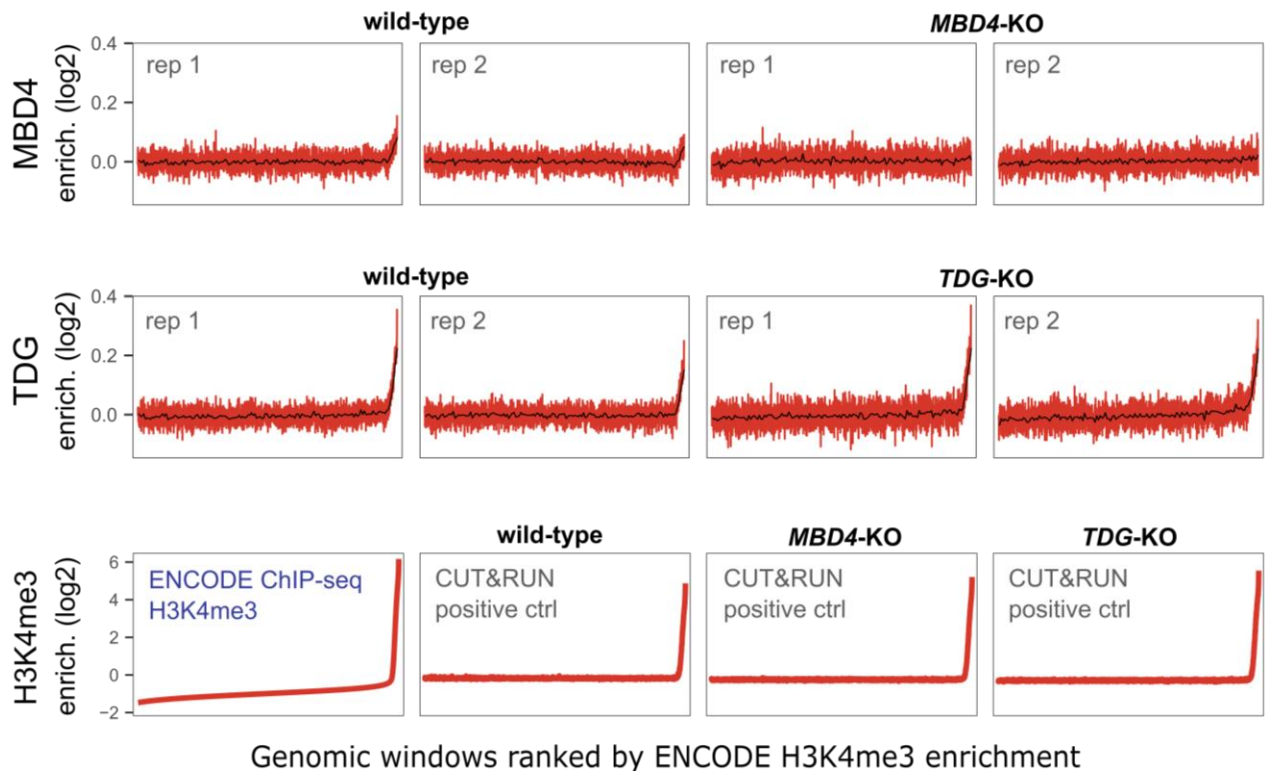 wild-type
MBD4-KO
MBD4
enrich. (log2)
0.4
0.2
0.0
rep 1
rep 2
rep 1
rep 2
wild-type
TDG-KO
TDG
enrich. (log2)
0.4
0.2
0.0
rep 1
rep 2
rep 1
rep 2
wild-type
MBD4-KO
TDG-KO
H3K4me3
enrich. (log2)
6
4
2
0
−2
ENCODE ChIP-seq
H3K4me3
CUT&RUN
positive ctrl
CUT&RUN
positive ctrl
CUT&RUN
positive ctrl
Genomic windows ranked by ENCODE H3K4me3 enrichment